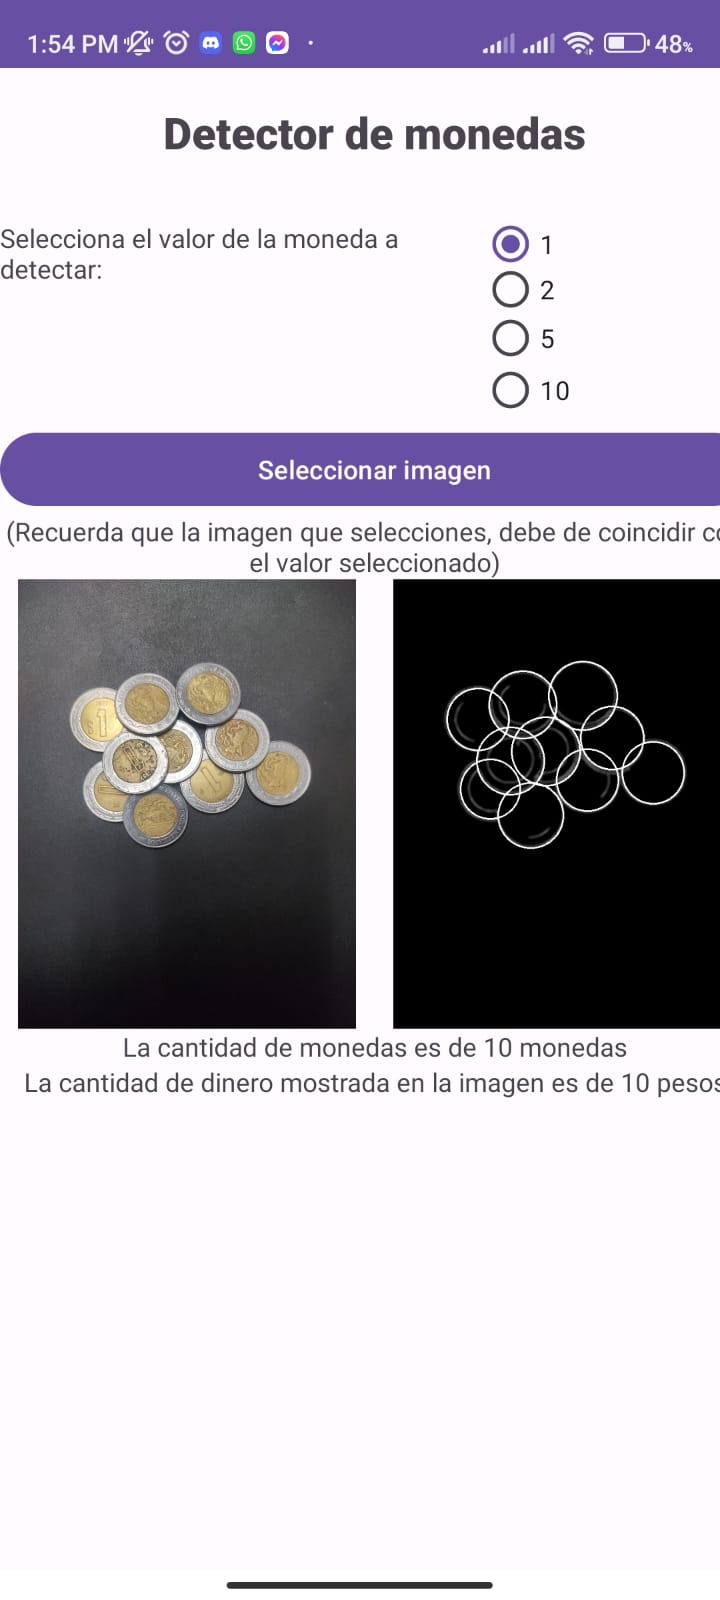 1:54 PM 48%
Detector de monedas
Selecciona el valor de la moneda a
detectar:
1
2
5
10
Seleccionar imagen
(Recuerda que la imagen que selecciones, debe de coincidir co
el valor seleccionado)
La cantidad de monedas es de 10 monedas
La cantidad de dinero mostrada en la imagen es de 10 pesos